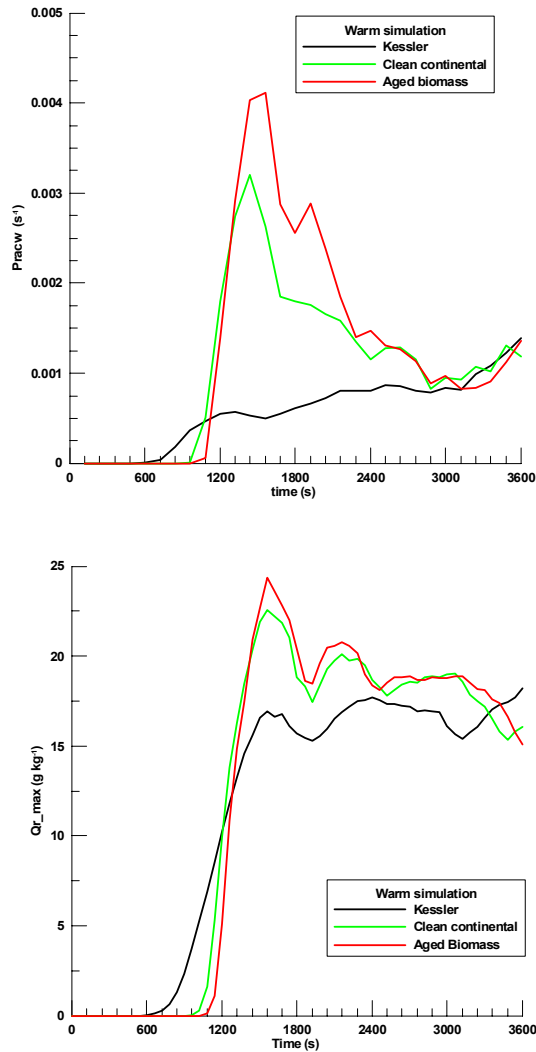 0.005
Warm simulation
Kessler
Clean continental
Aged biomass
0.004
0.003
Pracw (s-1)
0.002
0.001
0
0 600 1200 1800 2400 3000 3600
time (s)
25
20
15
Qr_max (g kg-1)
10
Warm simulation
Kessler
Clean continental
Aged Biomass
5
0
0 600 1200 1800 2400 3000 3600
Time (s)